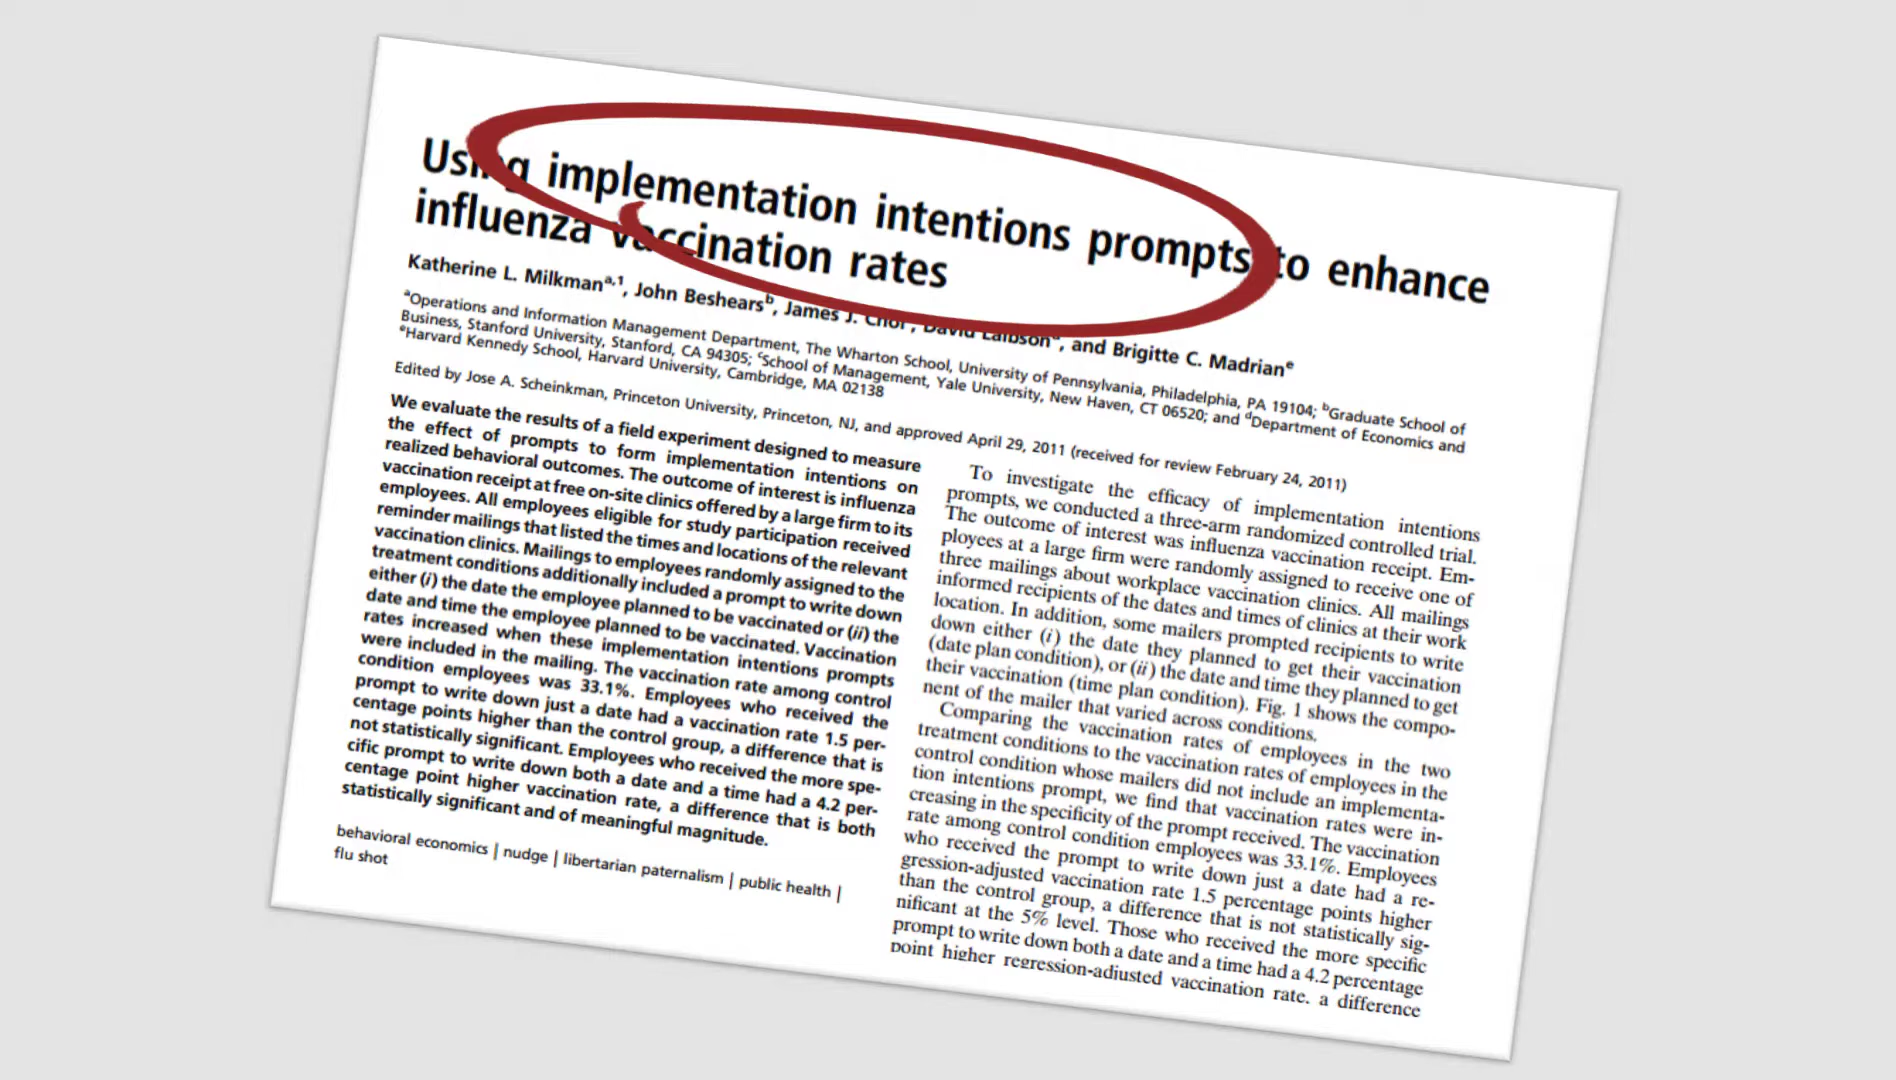 Using implementation intentions prompts to enhance
influenza vaccination rates
Katherine L. Milkmanᵃ,¹, John Beshearsᵇ, James J. Choiᶜ, David Laibsonᵈ, and Brigitte C. Madrianᵉ
ᵃOperations and Information Management Department, The Wharton School, University of Pennsylvania, Philadelphia, PA 19104; ᵇGraduate School of
Business, Stanford University, Stanford, CA 94305; ᶜSchool of Management, Yale University, New Haven, CT 06520; and ᵈDepartment of Economics and
ᵉHarvard Kennedy School, Harvard University, Cambridge, MA 02138
Edited by Jose A. Scheinkman, Princeton University, Princeton, NJ, and approved April 29, 2011 (received for review February 24, 2011)
We evaluate the results of a field experiment designed to measure
the effect of prompts to form implementation intentions on
realized behavioral outcomes. The outcome of interest is influenza
vaccination receipt at free on-site clinics offered by a large firm to its
employees. All employees eligible for study participation received
reminder mailings that listed the times and locations of the relevant
vaccination clinics. Mailings to employees randomly assigned to the
treatment conditions additionally included a prompt to write down
either (i) the date the employee planned to be vaccinated or (ii) the
date and time the employee planned to be vaccinated. Vaccination
rates increased when these implementation intentions prompts
were included in the mailing. The vaccination rate among control
condition employees was 33.1%. Employees who received the
prompt to write down just a date had a vaccination rate 1.5 per-
centage points higher than the control group, a difference that is
not statistically significant. Employees who received the more spe-
cific prompt to write down both a date and a time had a 4.2 per-
centage point higher vaccination rate, a difference that is both
statistically significant and of meaningful magnitude.
behavioral economics | nudge | libertarian paternalism | public health |
flu shot
To investigate the efficacy of implementation intentions
prompts, we conducted a three-arm randomized controlled trial.
The outcome of interest was influenza vaccination receipt. Em-
ployees at a large firm were randomly assigned to receive one of
three mailings about workplace vaccination clinics. All mailings
informed recipients of the dates and times of clinics at their work
location. In addition, some mailers prompted recipients to write
down either (i) the date they planned to get their vaccination
(date plan condition), or (ii) the date and time they planned to get
their vaccination (time plan condition). Fig. 1 shows the compo-
nent of the mailer that varied across conditions.
Comparing the vaccination rates of employees in the two
treatment conditions to the vaccination rates of employees in the
control condition whose mailers did not include an implementa-
tion intentions prompt, we find that vaccination rates were in-
creasing in the specificity of the prompt received. The vaccination
rate among control condition employees was 33.1%. Employees
who received the prompt to write down just a date had a re-
gression-adjusted vaccination rate 1.5 percentage points higher
than the control group, a difference that is not statistically sig-
nificant at the 5% level. Those who received the more specific
prompt to write down both a date and a time had a 4.2 percentage
point higher regression-adjusted vaccination rate, a difference